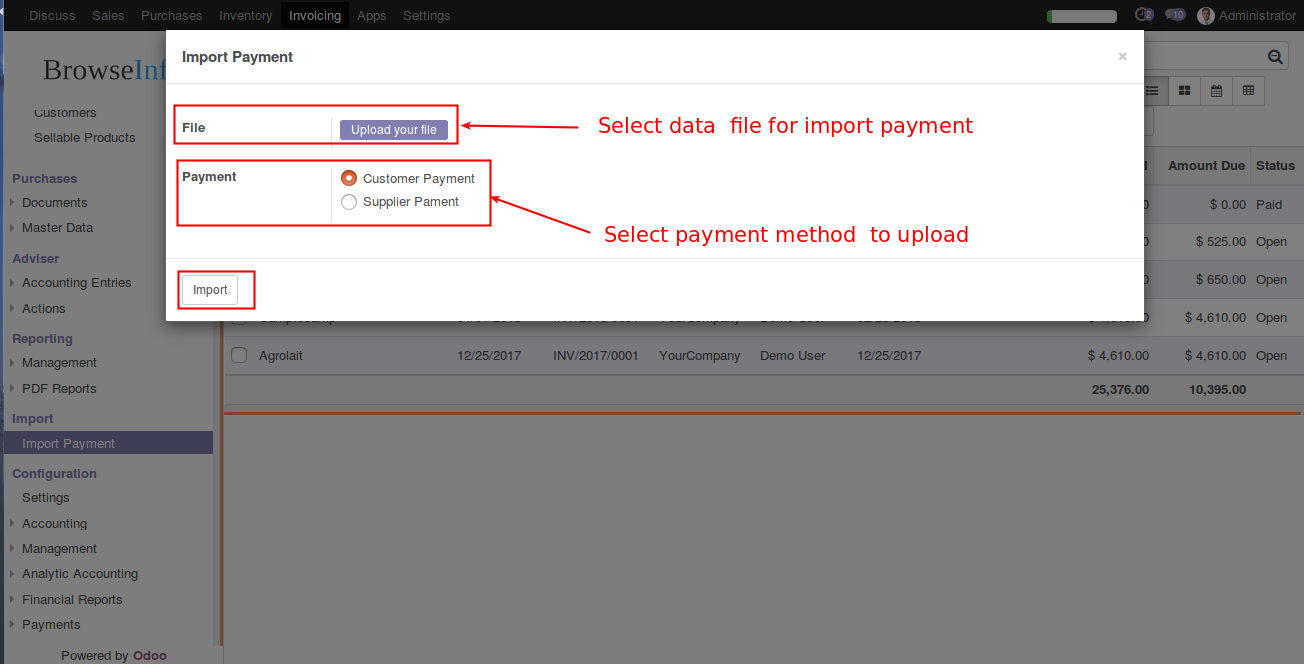 Discuss Sales Purchases Inventory Invoicing Apps Settings 2 10 Administrator
Import Payment ×
BrowseInf
Customers
Sellable Products
File Upload your file Select data file for import payment
Payment Customer Payment
Supplier Pament
Select payment method to upload
Import
Purchases
Documents
Master Data
Adviser
Accounting Entries
Actions
Reporting
Management
PDF Reports
Import
Import Payment
Configuration
Settings
Accounting
Management
Analytic Accounting
Financial Reports
Payments
Powered by Odoo
Amount Due Status
$ 0.00 Paid
$ 525.00 Open
$ 650.00 Open
$ 4,610.00 Open
Agrolait 12/25/2017 INV/2017/0001 YourCompany Demo User 12/25/2017 $ 4,610.00 $ 4,610.00 Open
25,376.00 10,395.00